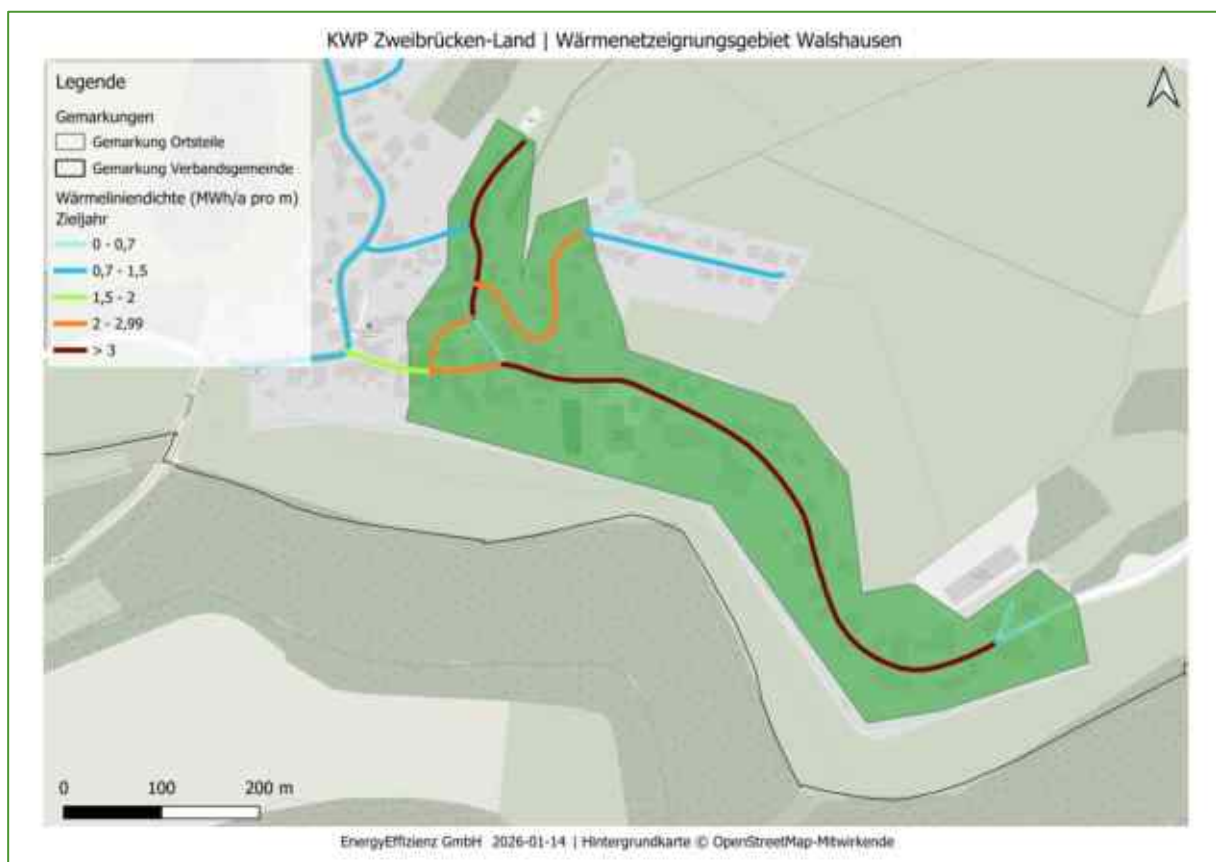 KWP Zweibrücken-Land | Wärmenetzeignungsgebiet Walshausen
Legende
Gemarkungen
Gemarkung Ortsteile
Gemarkung Verbandsgemeinde
Wärmeliniendichte (MWh/a pro m)
Zieljahr
0 - 0,7
0,7 - 1,5
1,5 - 2
2 - 2,99
> 3
0 100 200 m
EnergyEffizienz GmbH 2026-01-14 | Hintergrundkarte © OpenStreetMap-Mitwirkende